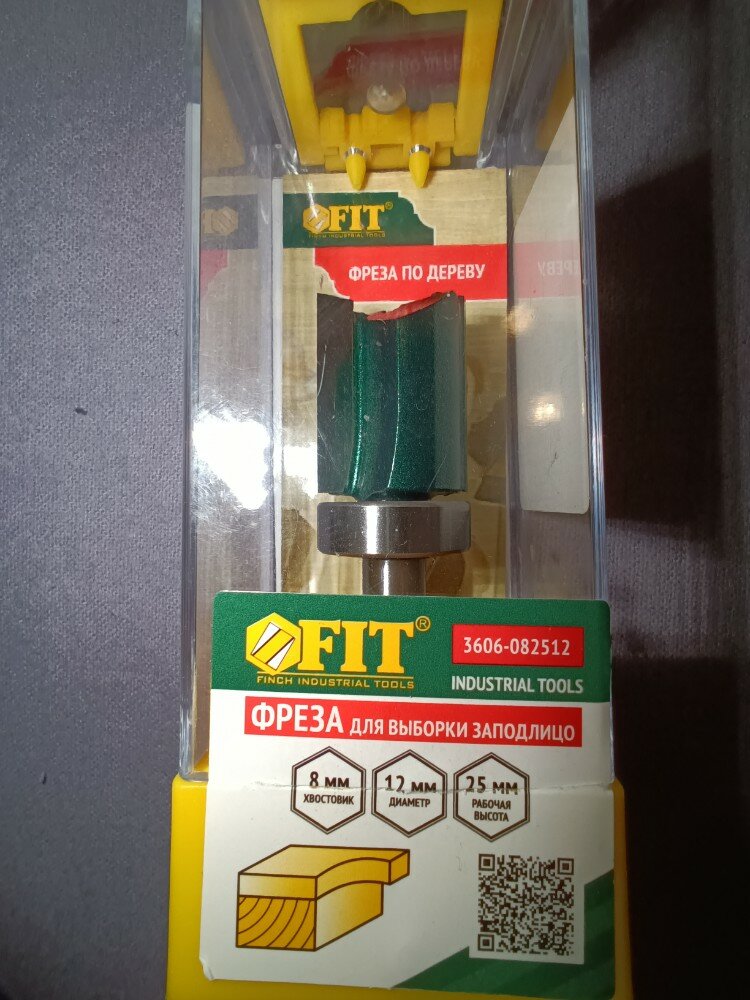 FIT®
FINCH INDUSTRIAL TOOLS
ФРЕЗА ПО ДЕРЕВУ
ЕРЕВУ
FIT®
FINCH INDUSTRIAL TOOLS
3606-082512
INDUSTRIAL TOOLS
ФРЕЗА ДЛЯ ВЫБОРКИ ЗАПОДЛИЦО
8 мм
ХВОСТОВИК
12 мм
ДИАМЕТР
25 мм
РАБОЧАЯ
ВЫСОТА